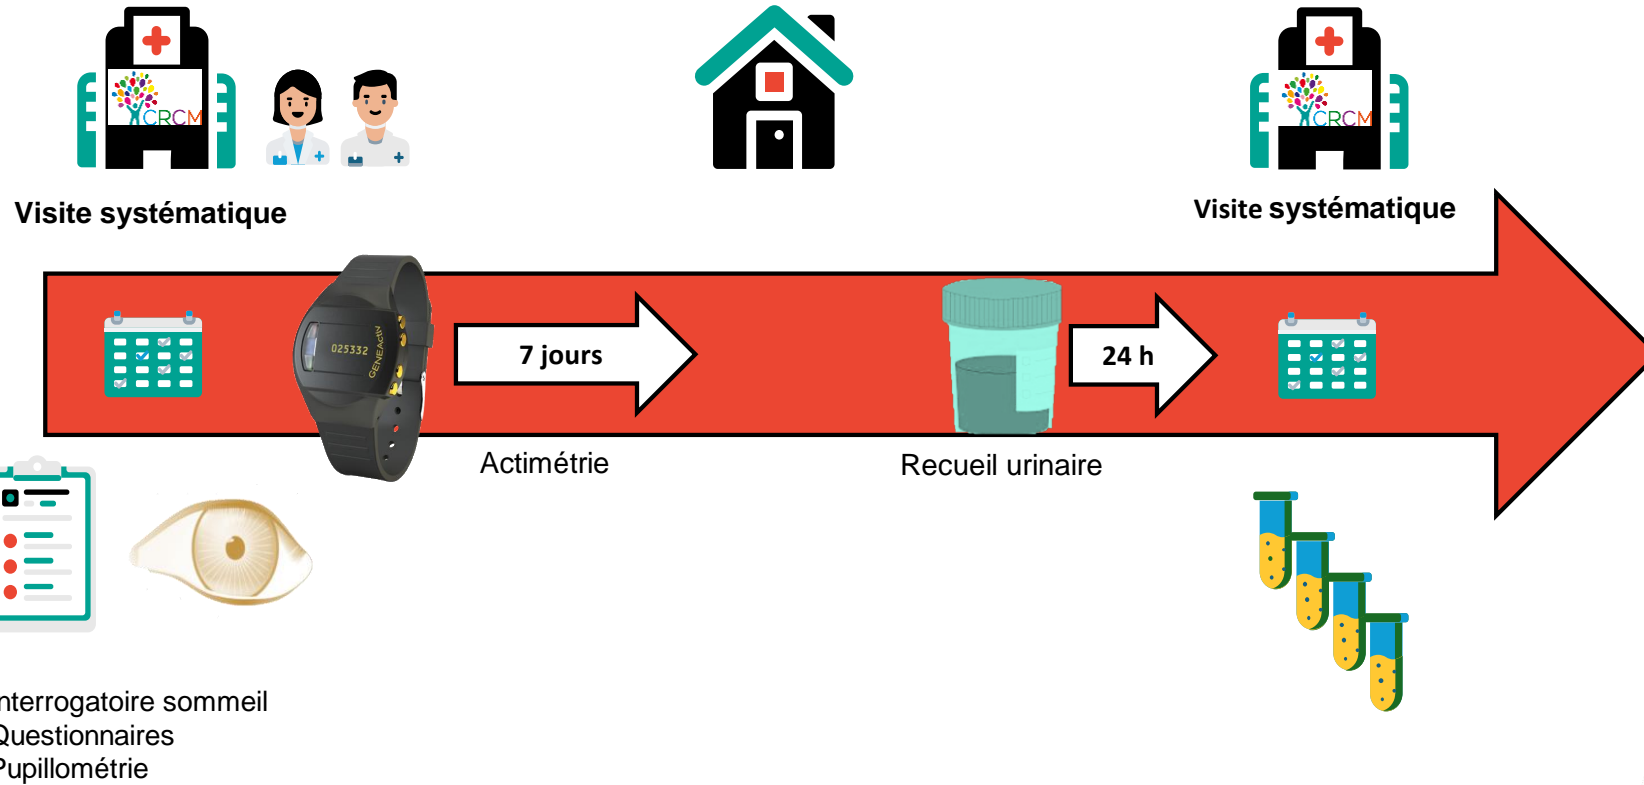 CRCM
CRCM
Visite systématique
Visite systématique
025332
GENEActiv
7 jours
24 h
Actimétrie
Recueil urinaire
nterrogatoire sommeil
Questionnaires
Pupillométrie